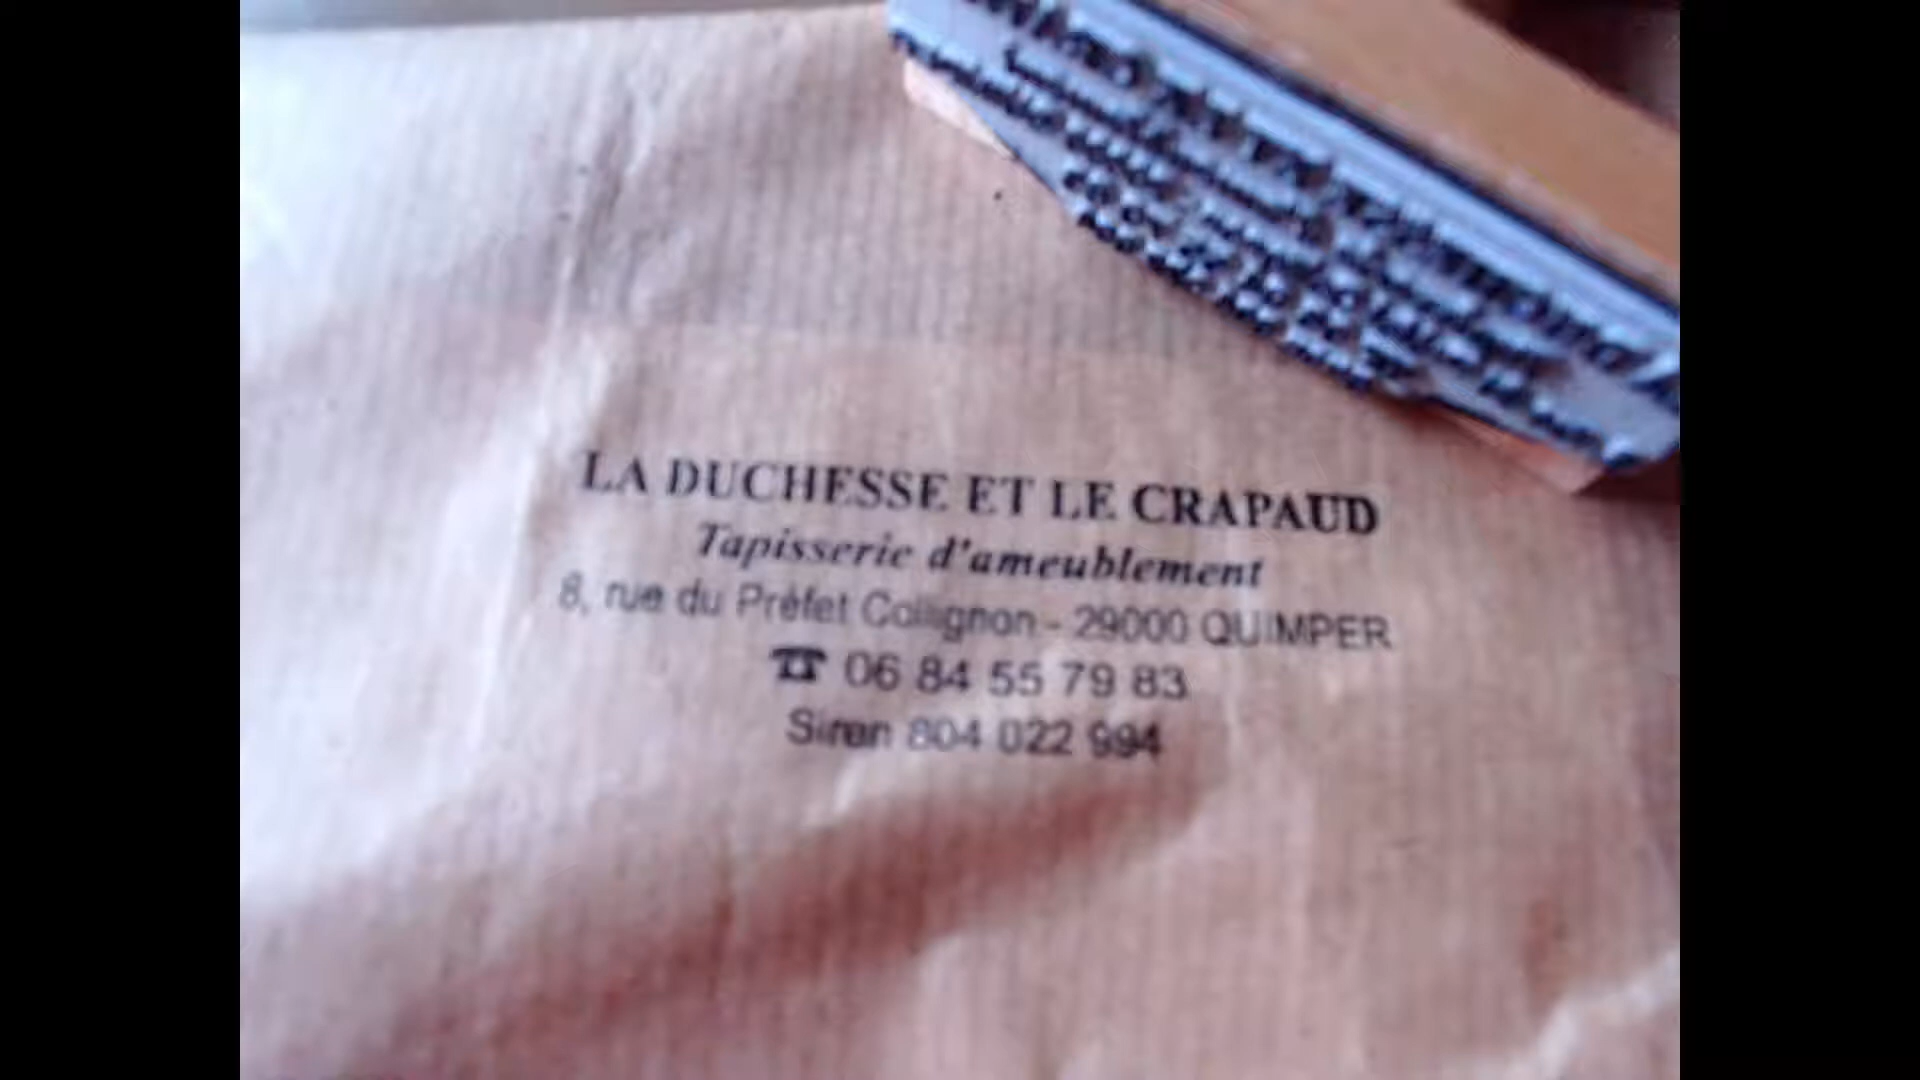 LA DUCHESSE ET LE CRAPAUD
Tapisserie d'ameublement
8, rue du Préfet Collignon - 29000 QUIMPER
☎ 06 84 55 79 83
Siren 804 022 994